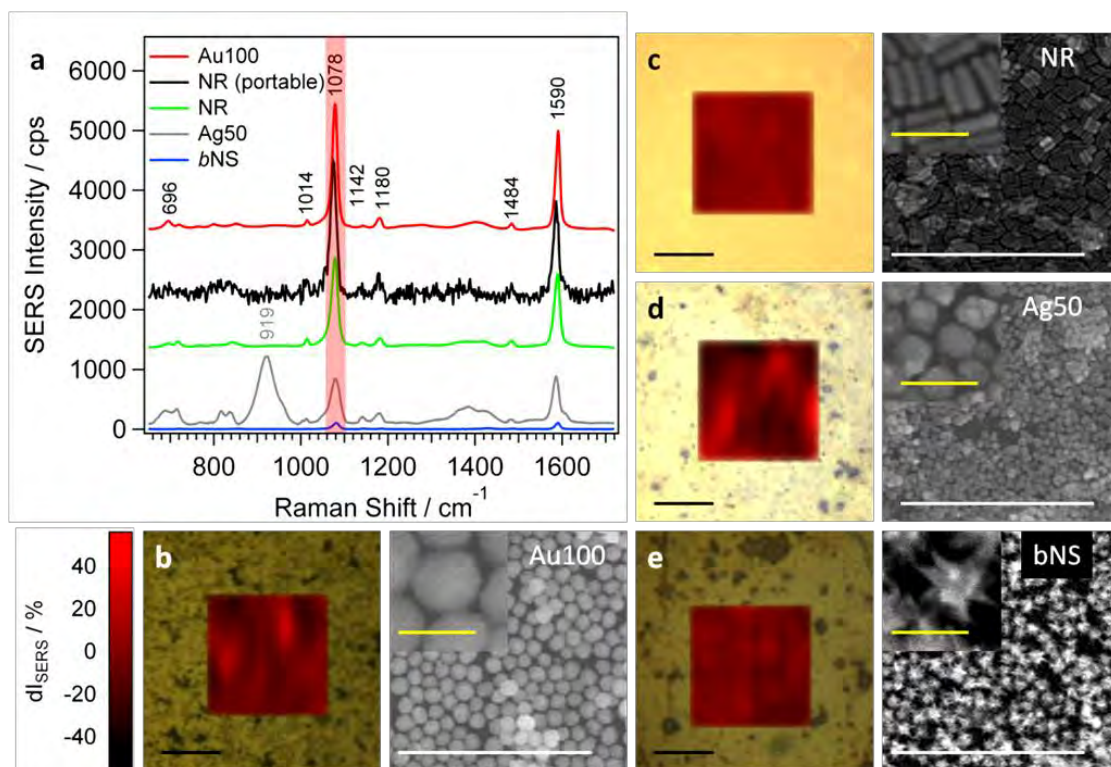 a
Au100
NR (portable)
NR
Ag50
bNS
696
1014
1078
1142
1180
1484
1590
919
SERS Intensity / cps
6000
5000
4000
3000
2000
1000
0
800
1000
1200
1400
1600
Raman Shift / cm⁻¹
c
NR
d
Ag50
dI_SERS / %
40
20
0
-20
-40
b
Au100
e
bNS